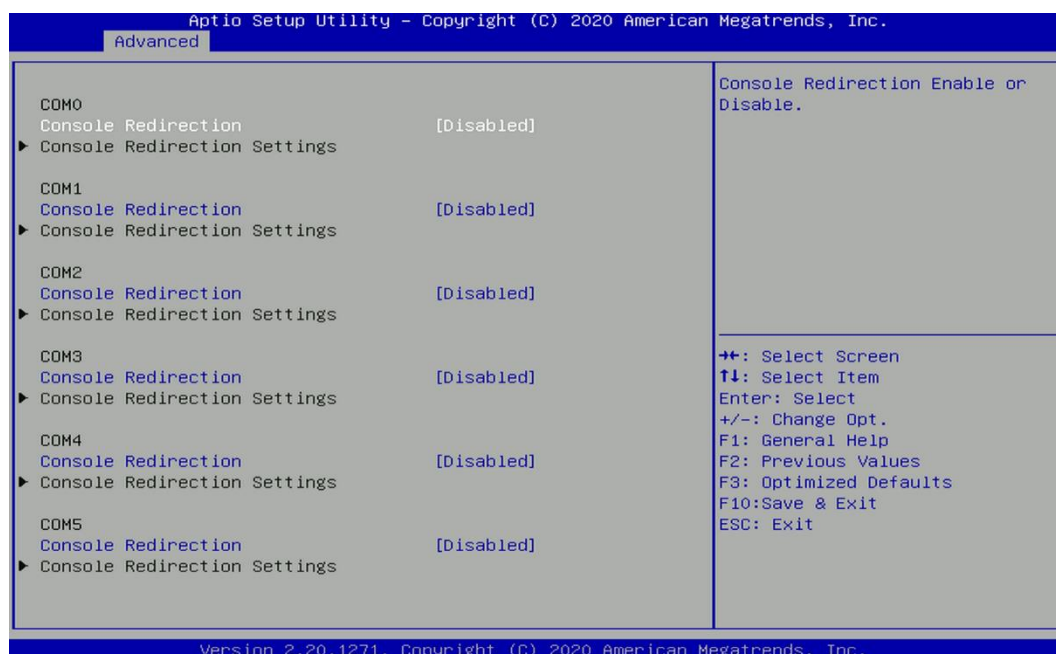 Aptio Setup Utility – Copyright (C) 2020 American Megatrends, Inc.
Advanced
COM0
Console Redirection [Disabled]
▶ Console Redirection Settings
COM1
Console Redirection [Disabled]
▶ Console Redirection Settings
COM2
Console Redirection [Disabled]
▶ Console Redirection Settings
COM3
Console Redirection [Disabled]
▶ Console Redirection Settings
COM4
Console Redirection [Disabled]
▶ Console Redirection Settings
COM5
Console Redirection [Disabled]
▶ Console Redirection Settings
Console Redirection Enable or
Disable.
→←: Select Screen
↑↓: Select Item
Enter: Select
+/-: Change Opt.
F1: General Help
F2: Previous Values
F3: Optimized Defaults
F10:Save & Exit
ESC: Exit
Version 2.20.1271. Copyright (C) 2020 American Megatrends, Inc.